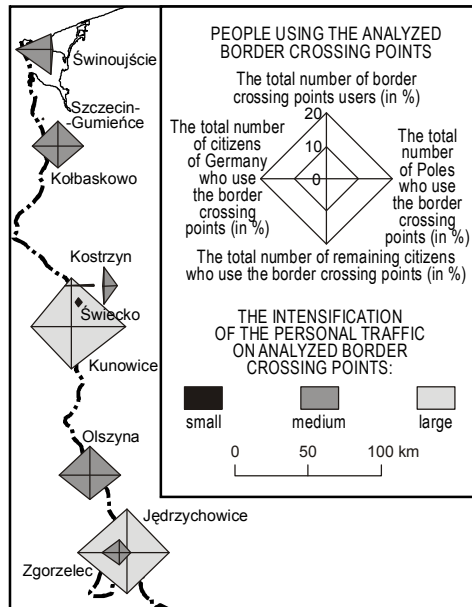 Świnoujście
Szczecin-
-Gumieńce
Kołbaskowo
Kostrzyn
Świecko
Kunowice
Olszyna
Jędrzychowice
Zgorzelec
PEOPLE USING THE ANALYZED
BORDER CROSSING POINTS
The total number of border
crossing points users (in %)
20
10
0
The total number
of citizens
of Germany
who use
the border
crossing
points (in %)
The total
number
of Poles
who use
the border
crossing
points (in %)
The total number of remaining citizens
who use the border crossing points (in %)
THE INTENSIFICATION
OF THE PERSONAL TRAFFIC
ON ANALYZED BORDER
CROSSING POINTS:
small
medium
large
0 50 100 km